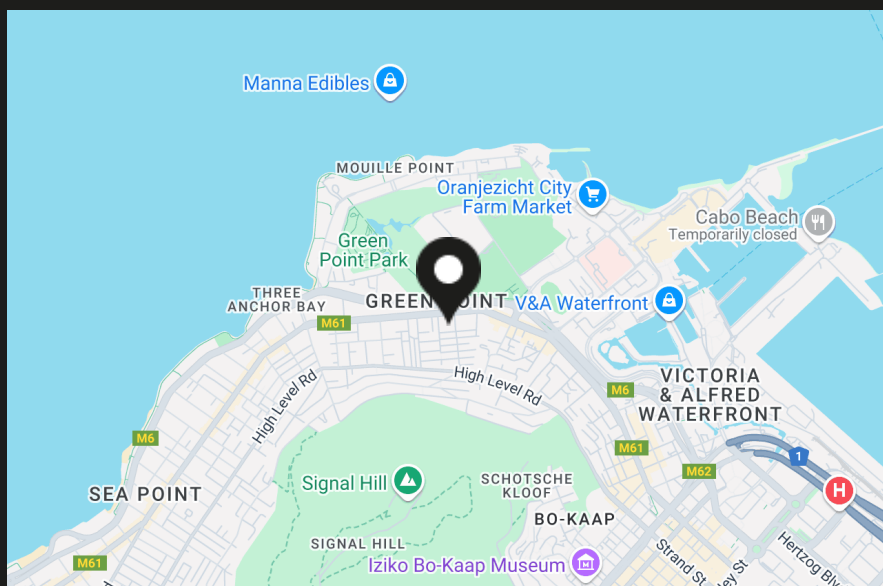 Manna Edibles
MOUILLE POINT
Oranjezicht City
Farm Market
Cabo Beach
Temporarily closed
Green
Point Park
THREE
ANCHOR BAY
GREEN POINT
V&A Waterfront
M61
High Level Rd
High Level Rd
M6
VICTORIA
& ALFRED
WATERFRONT
M6
M61
1
M62
H
Signal Hill
SCHOTSCHE
KLOOF
SEA POINT
BO-KAAP
SIGNAL HILL
Iziko Bo-Kaap Museum
M61
Strand St
Hertzog Blv